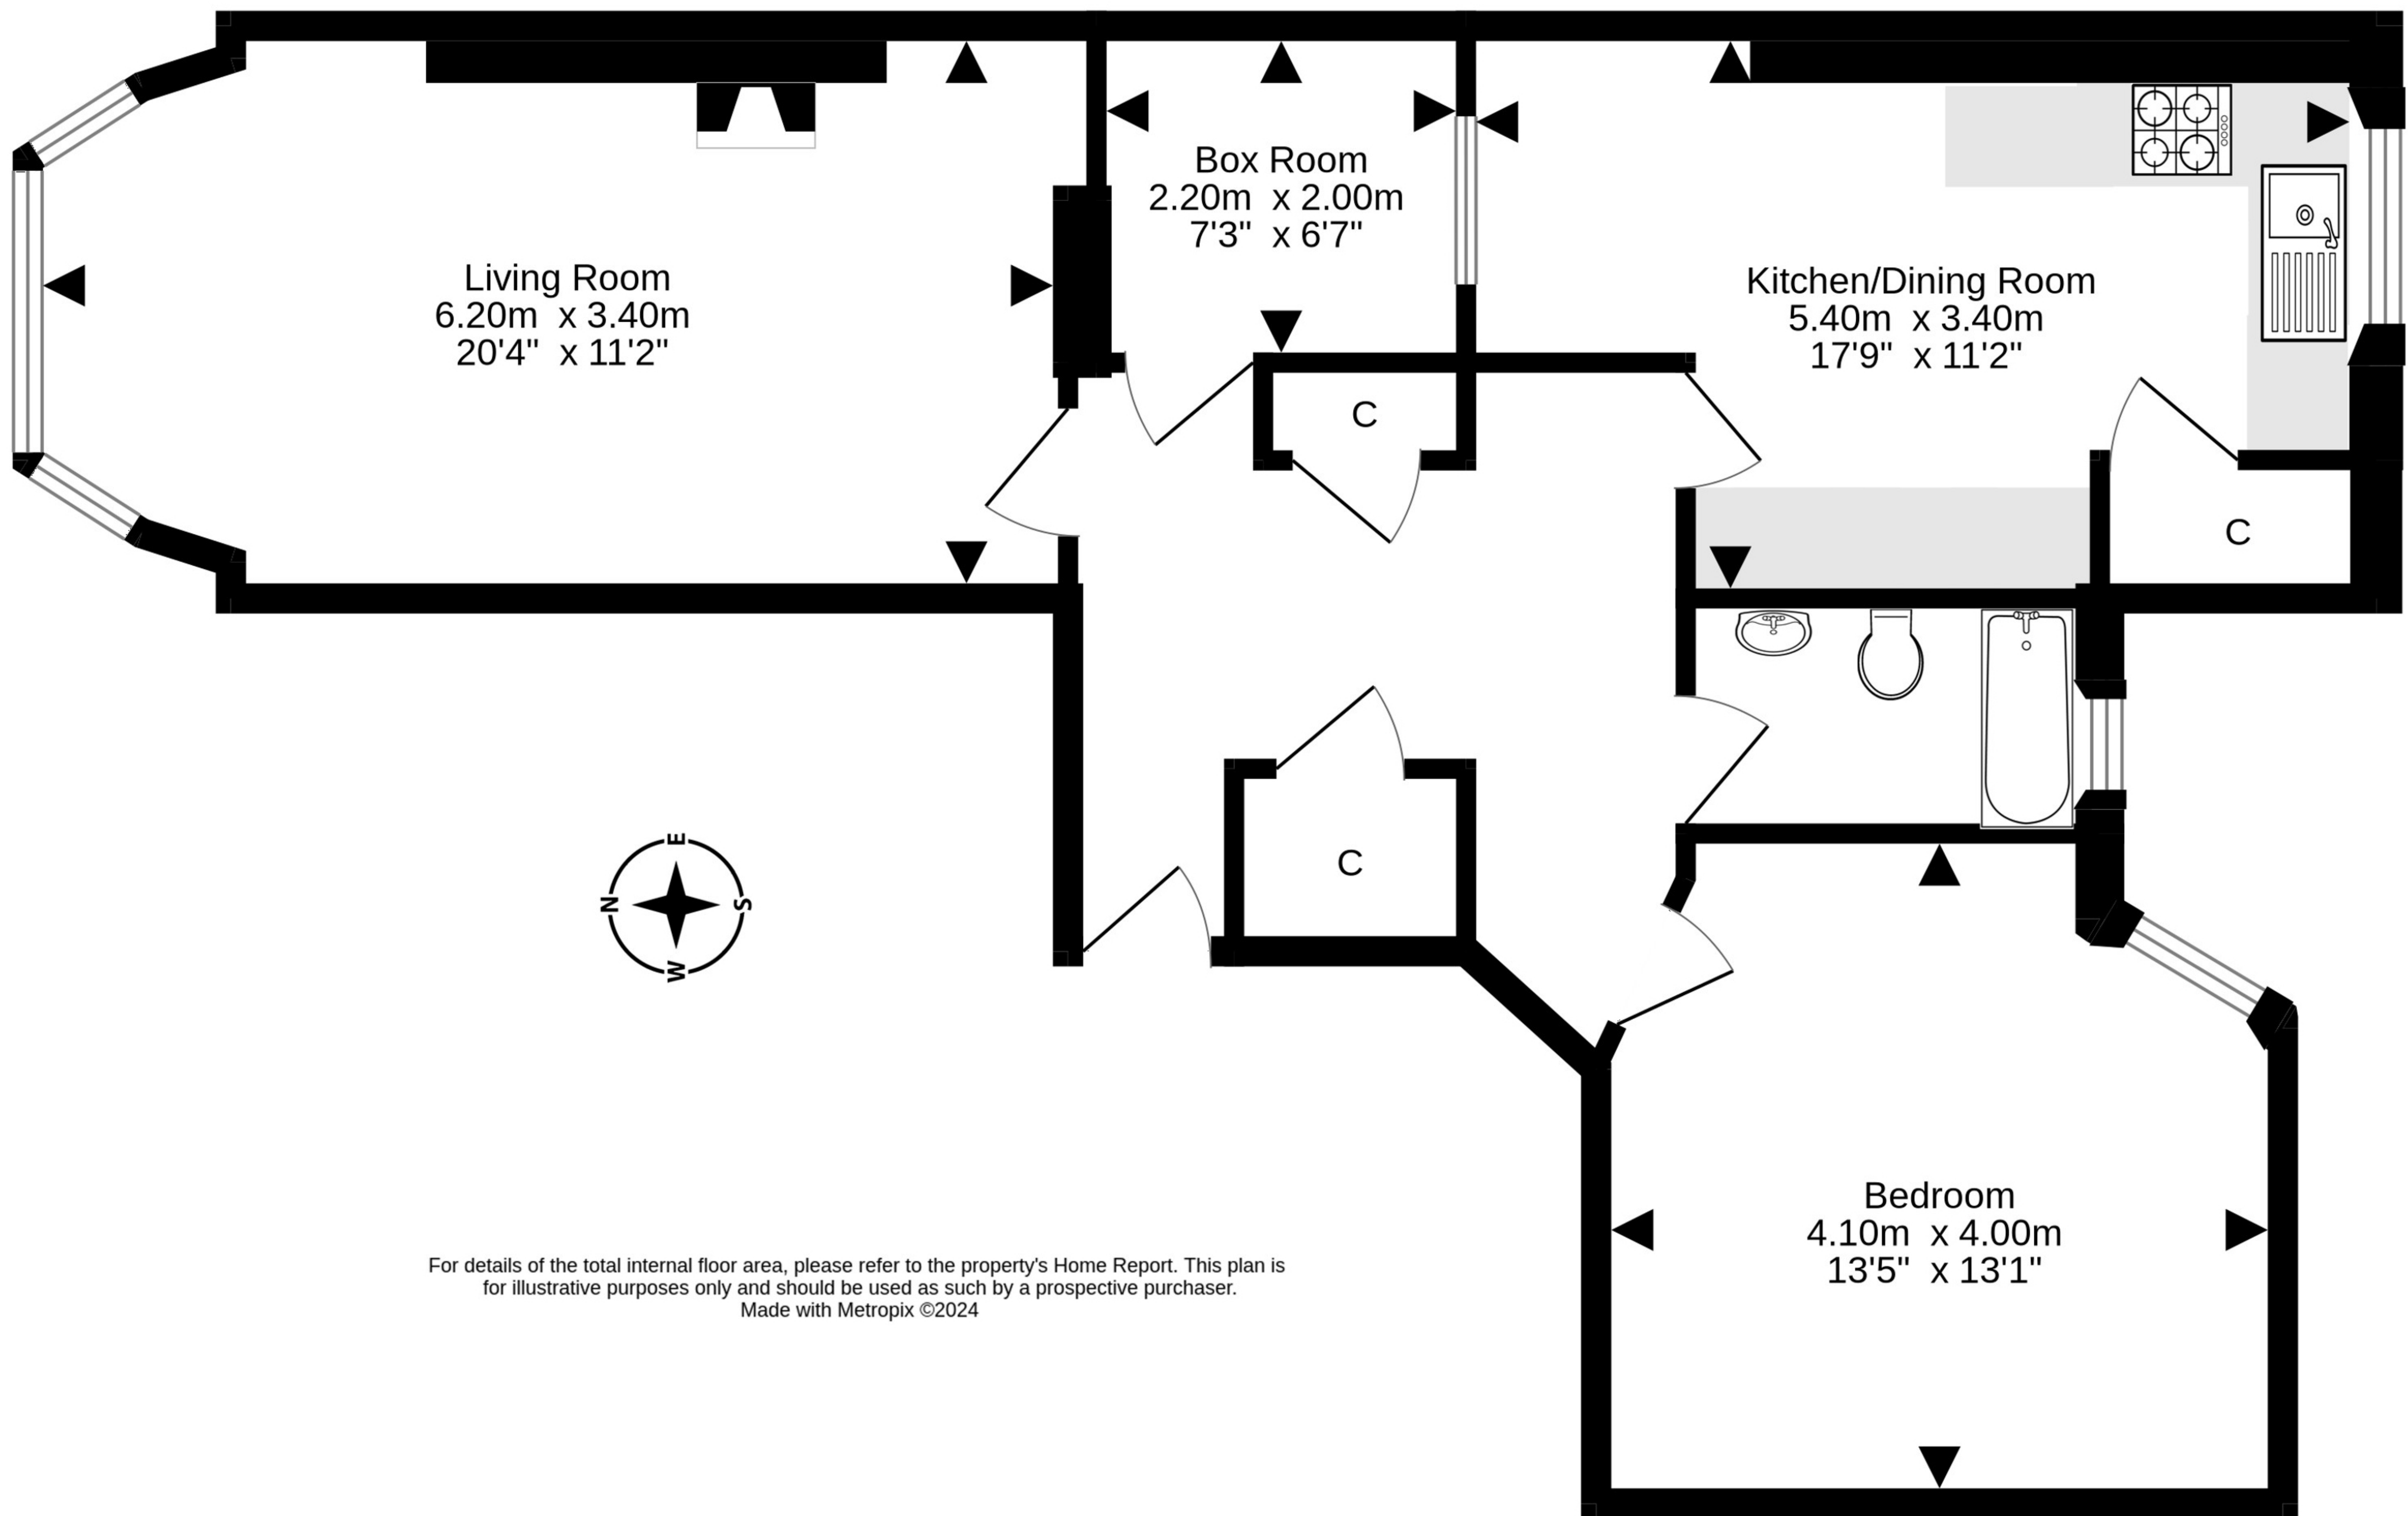 Living Room
6.20m x 3.40m
20'4" x 11'2"
Box Room
2.20m x 2.00m
7'3" x 6'7"
Kitchen/Dining Room
5.40m x 3.40m
17'9" x 11'2"
C
C
C
E
N
S
W
Bedroom
4.10m x 4.00m
13'5" x 13'1"
For details of the total internal floor area, please refer to the property's Home Report. This plan is
for illustrative purposes only and should be used as such by a prospective purchaser.
Made with Metropix ©2024